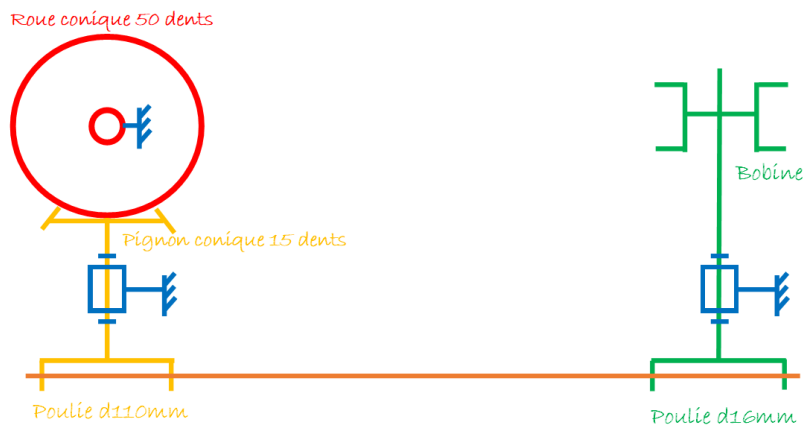 Roue conique 50 dents
Bobine
Pignon conique 15 dents
Poulie d110mm
Poulie d16mm